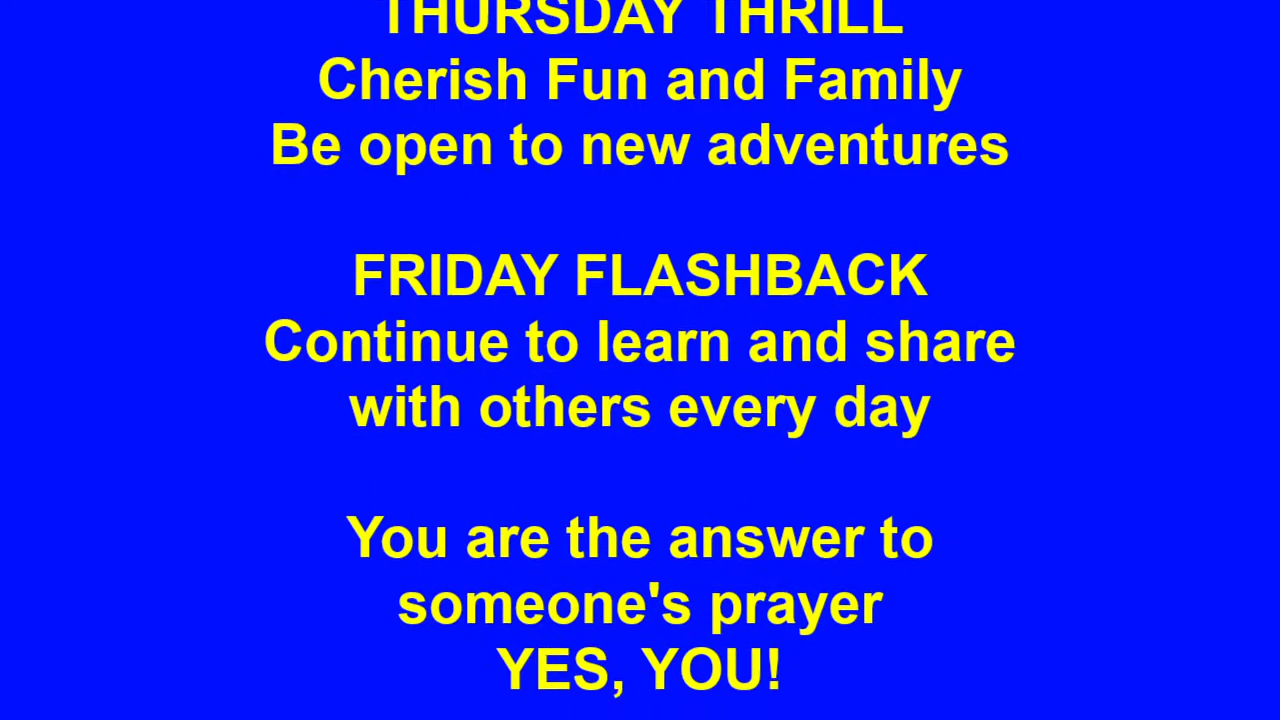 THURSDAY THRILL
Cherish Fun and Family
Be open to new adventures
FRIDAY FLASHBACK
Continue to learn and share
with others every day
You are the answer to
someone's prayer
YES, YOU!